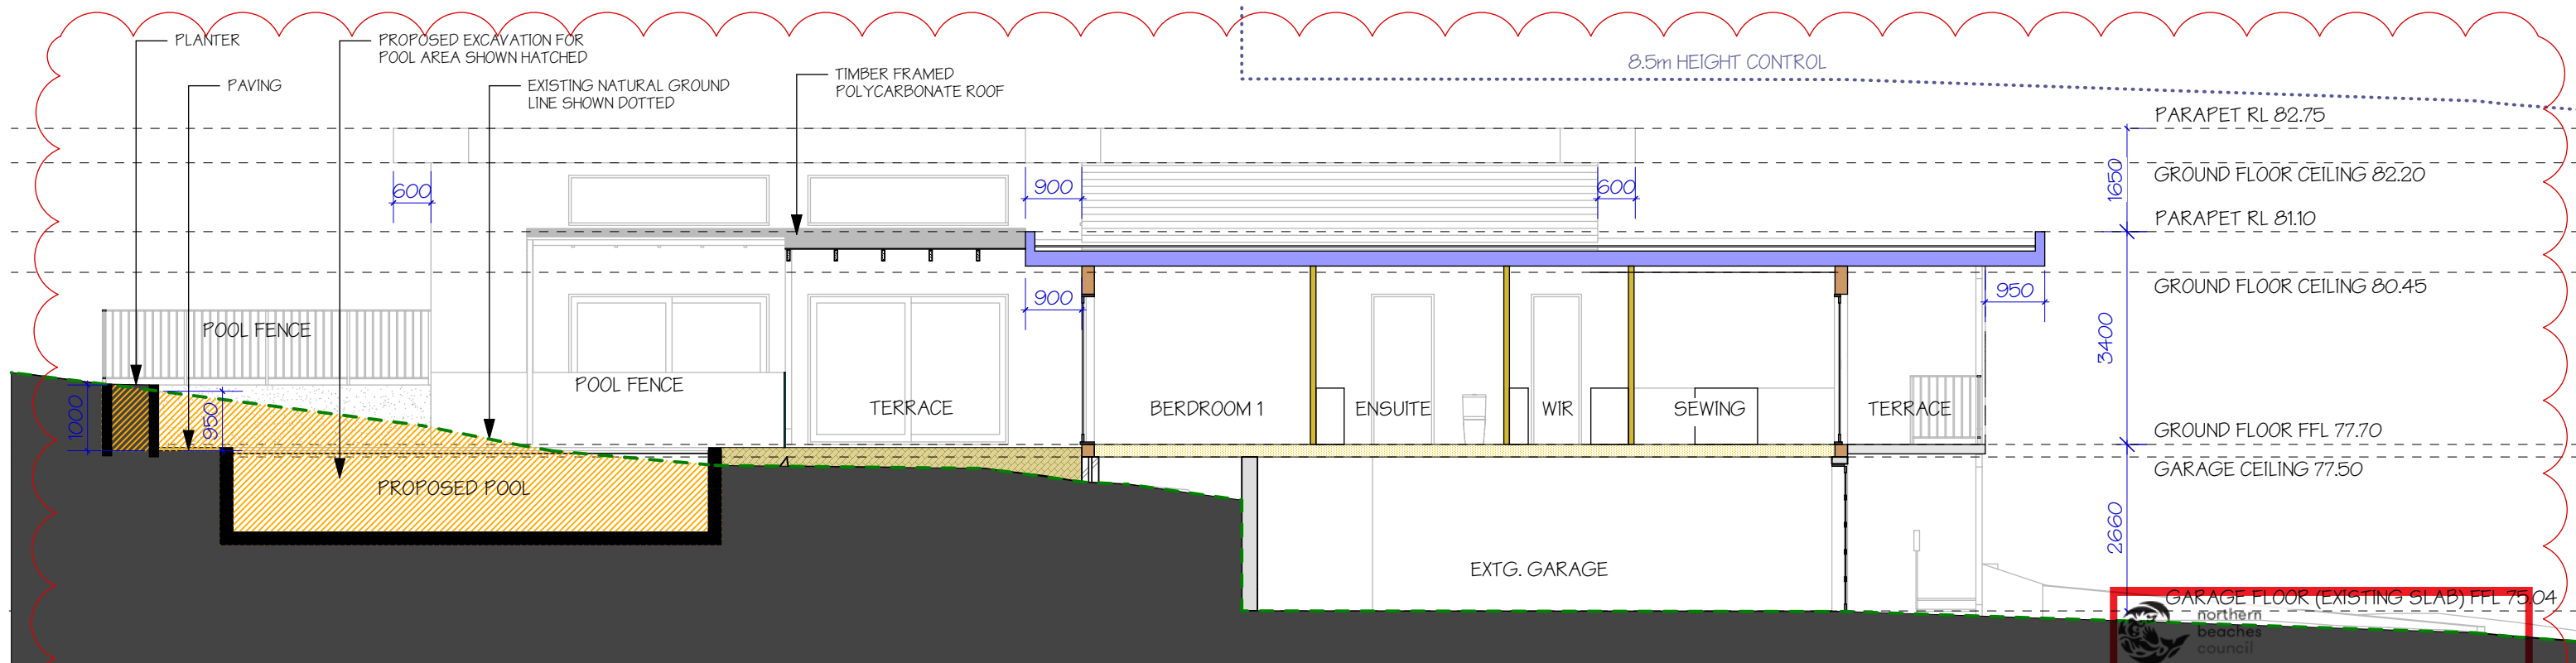 PLANTER
PROPOSED EXCAVATION FOR
POOL AREA SHOWN HATCHED
PAVING
EXISTING NATURAL GROUND
LINE SHOWN DOTTED
TIMBER FRAMED
POLYCARBONATE ROOF
8.5m HEIGHT CONTROL
PARAPET RL 82.75
GROUND FLOOR CEILING 82.20
PARAPET RL 81.10
GROUND FLOOR CEILING 80.45
GROUND FLOOR FFL 77.70
GARAGE CEILING 77.50
GARAGE FLOOR (EXISTING SLAB) FFL 75.04
1650
3400
2660
600
900
600
900
950
1000
950
POOL FENCE
POOL FENCE
TERRACE
BERDROOM 1
ENSUITE
WIR
SEWING
TERRACE
PROPOSED POOL
EXTG. GARAGE
northern
beaches
council